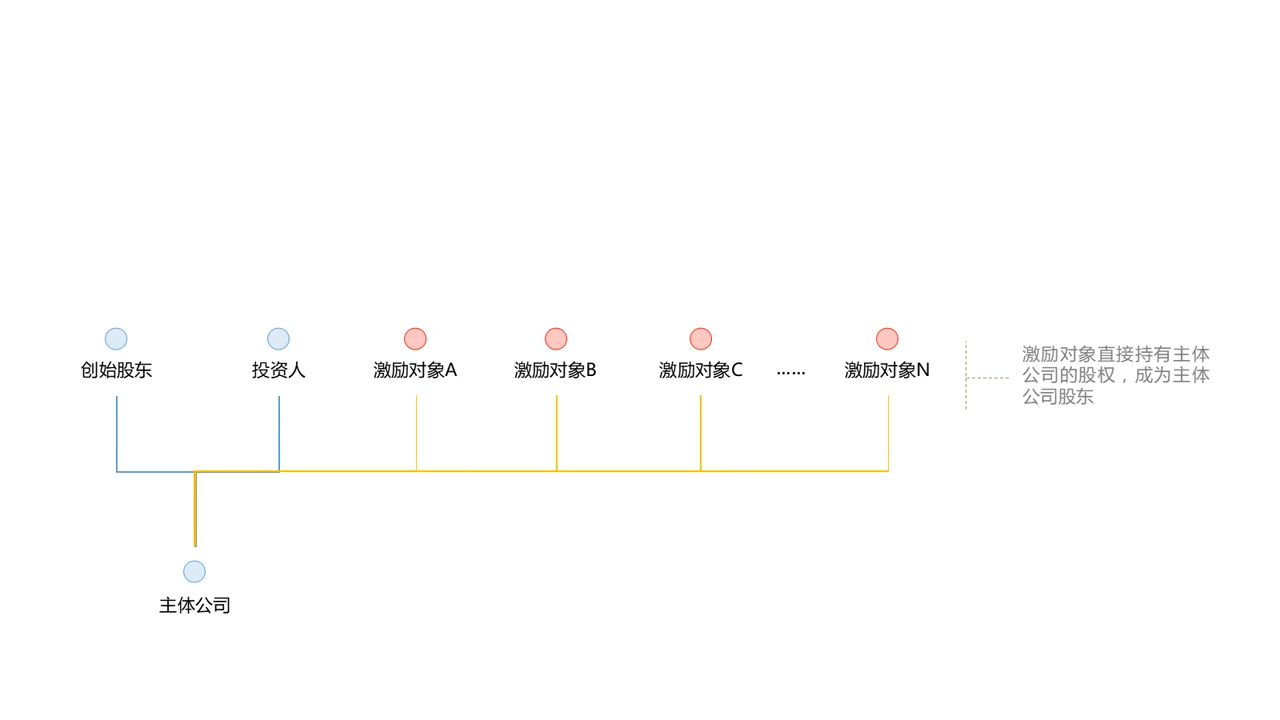 创始股东
投资人
激励对象A
激励对象B
激励对象C
……
激励对象N
激励对象直接持有主体
公司的股权，成为主体
公司股东
主体公司